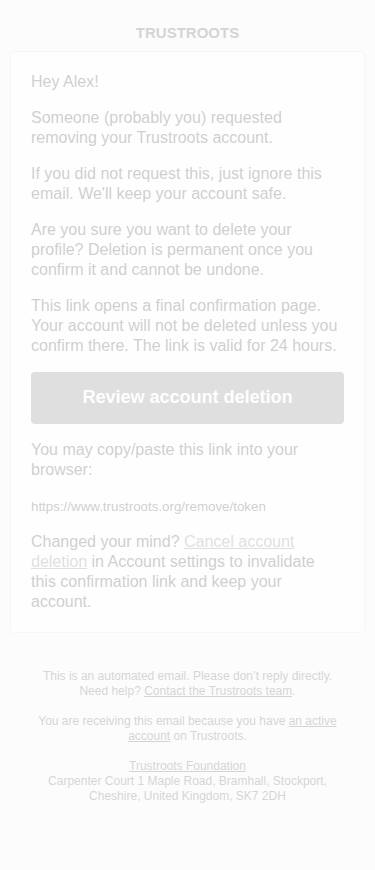 TRUSTROOTS
Hey Alex!
Someone (probably you) requested
removing your Trustroots account.
If you did not request this, just ignore this
email. We'll keep your account safe.
Are you sure you want to delete your
profile? Deletion is permanent once you
confirm it and cannot be undone.
This link opens a final confirmation page.
Your account will not be deleted unless you
confirm there. The link is valid for 24 hours.
Review account deletion
You may copy/paste this link into your
browser:
https://www.trustroots.org/remove/token
Changed your mind? Cancel account
deletion in Account settings to invalidate
this confirmation link and keep your
account.
This is an automated email. Please don't reply directly.
Need help? Contact the Trustroots team.
You are receiving this email because you have an active
account on Trustroots.
Trustroots Foundation
Carpenter Court 1 Maple Road, Bramhall, Stockport,
Cheshire, United Kingdom, SK7 2DH